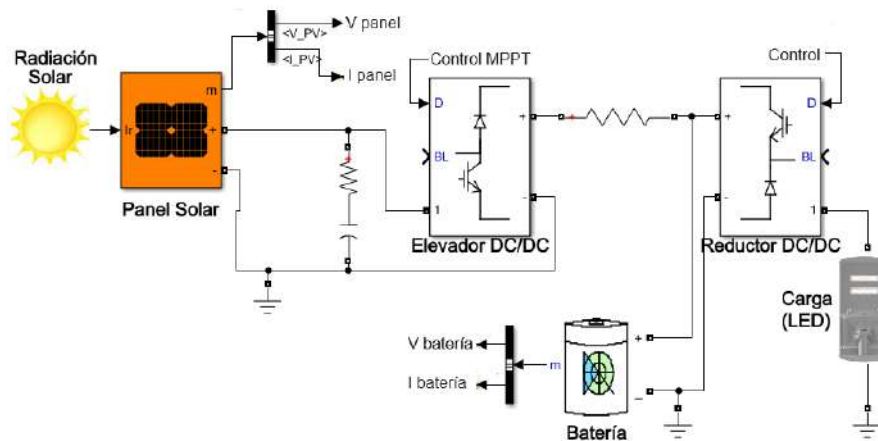 V panel
<V_PV>
<I_PV>
I panel
Radiación
Solar
m
Ir
+
-
Panel Solar
Control MPPT
D
BL
1
+
-
Elevador DC/DC
+
-
Control
D
BL
1
Reductor DC/DC
Carga
(LED)
V batería
I batería
m
+
-
Batería